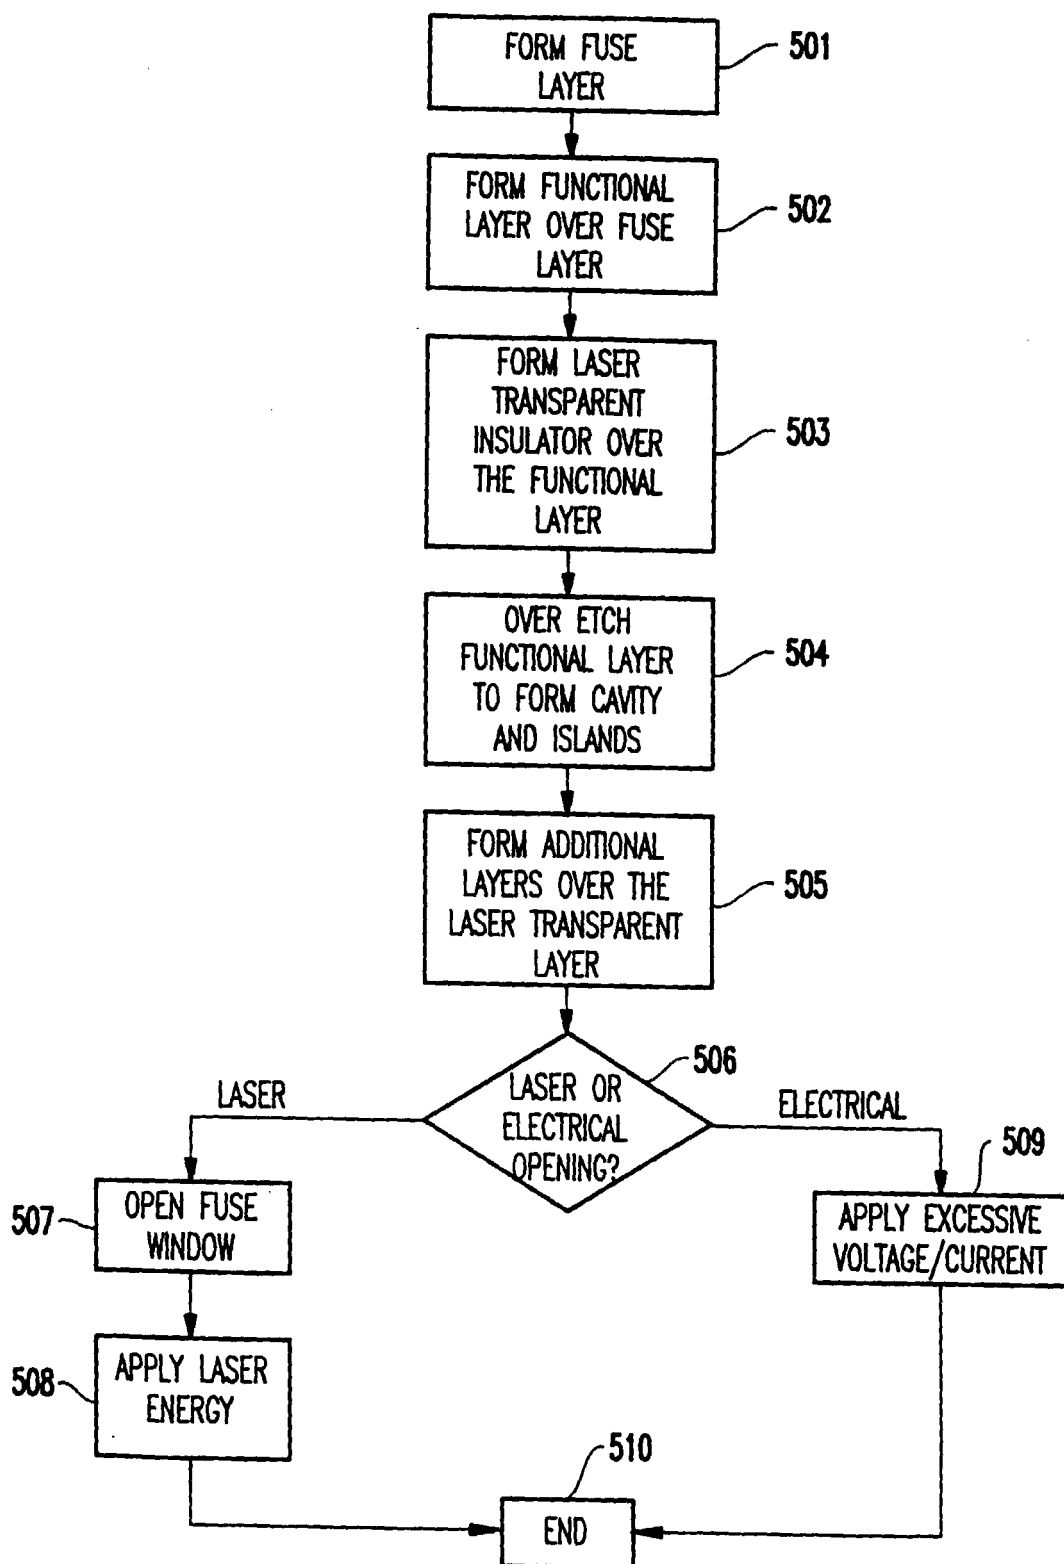 FORM FUSE
LAYER
501
FORM FUNCTIONAL
LAYER OVER FUSE
LAYER
502
FORM LASER
TRANSPARENT
INSULATOR OVER
THE FUNCTIONAL
LAYER
503
OVER ETCH
FUNCTIONAL LAYER
TO FORM CAVITY
AND ISLANDS
504
FORM ADDITIONAL
LAYERS OVER THE
LASER TRANSPARENT
LAYER
505
LASER OR
ELECTRICAL
OPENING?
506
LASER
ELECTRICAL
507
OPEN FUSE
WINDOW
509
APPLY EXCESSIVE
VOLTAGE/CURRENT
508
APPLY LASER
ENERGY
510
END